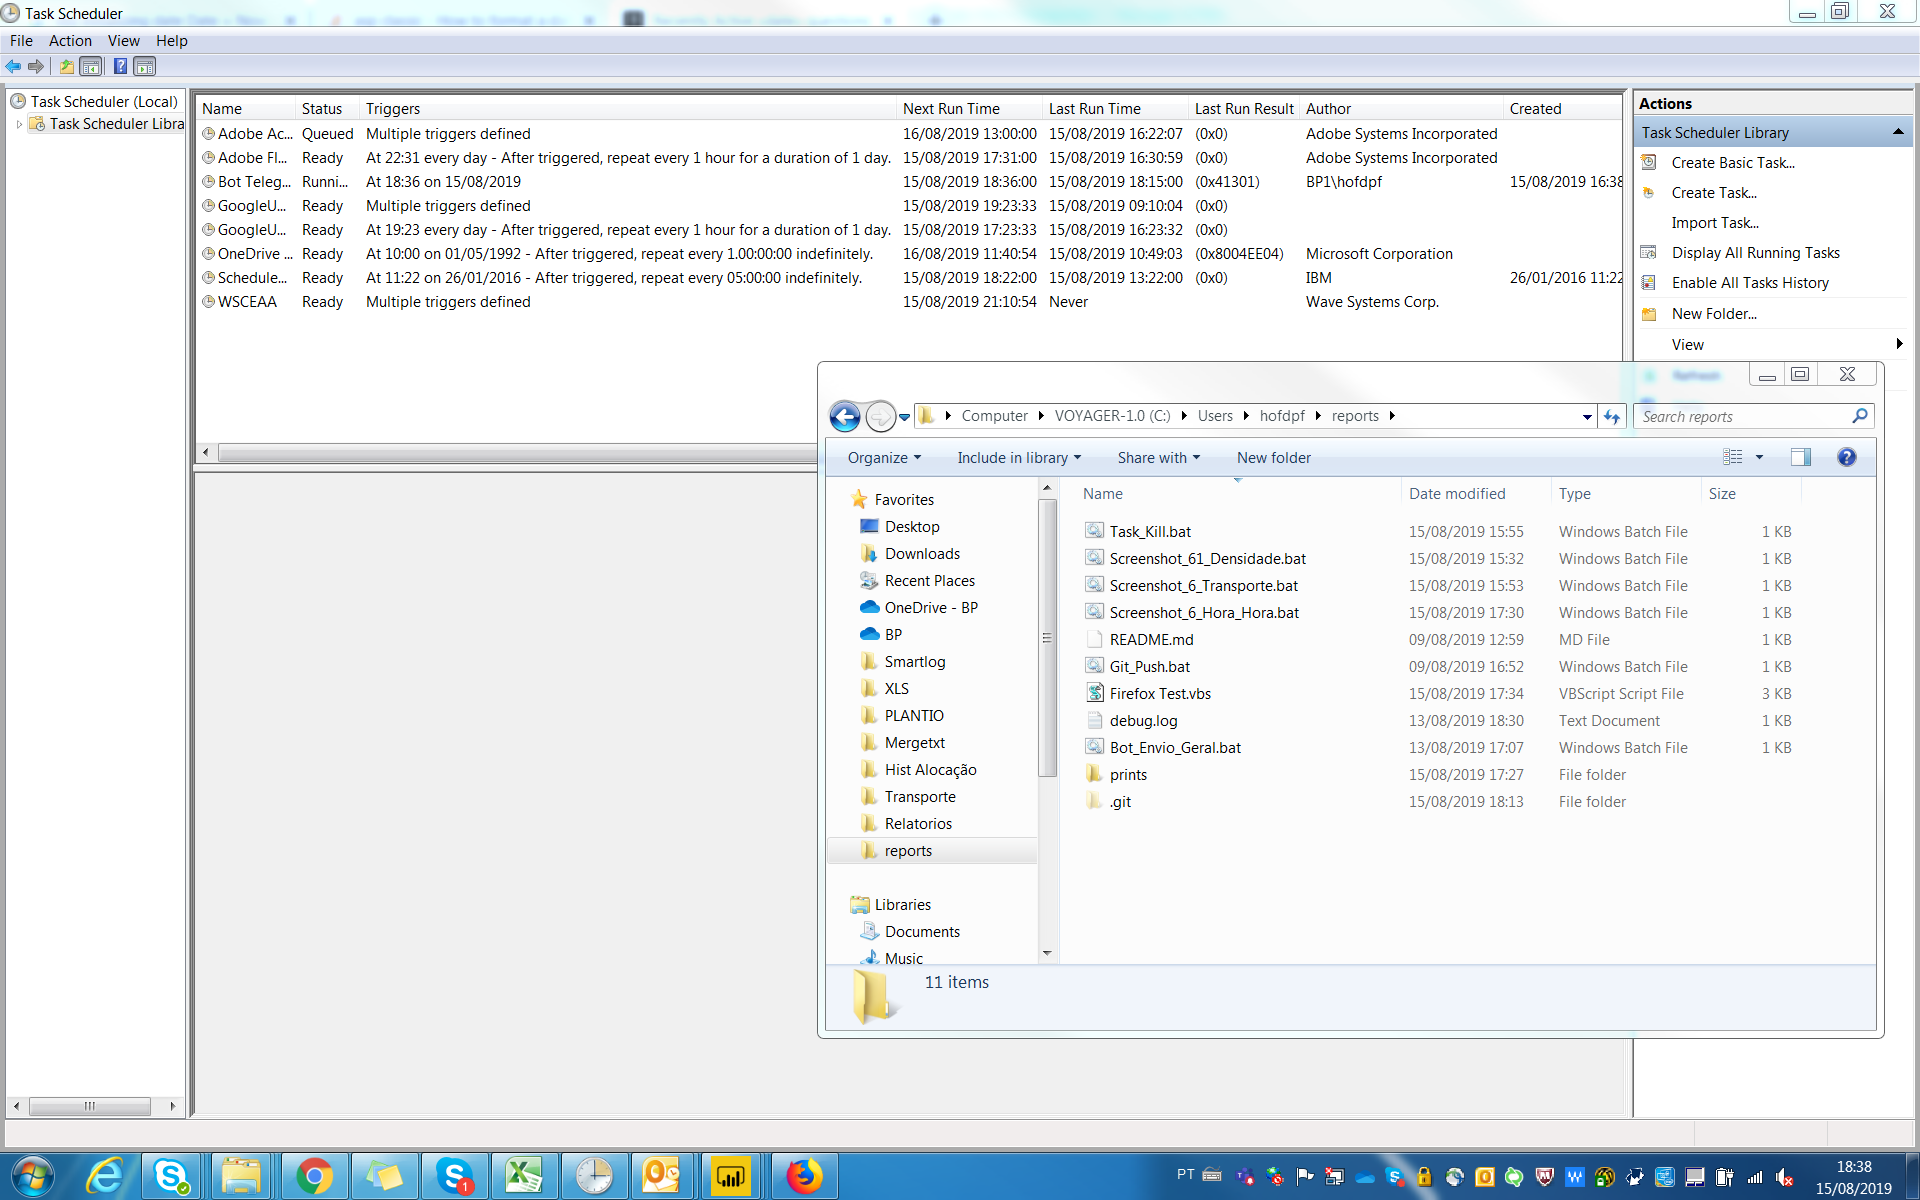 Task Scheduler
File Action View Help
Task Scheduler (Local)
Task Scheduler Libra
Name Status Triggers Next Run Time Last Run Time Last Run Result Author Created
Adobe Ac... Queued Multiple triggers defined 16/08/2019 13:00:00 15/08/2019 16:22:07 (0x0) Adobe Systems Incorporated
Adobe Fl... Ready At 22:31 every day - After triggered, repeat every 1 hour for a duration of 1 day. 15/08/2019 17:31:00 15/08/2019 16:30:59 (0x0) Adobe Systems Incorporated
Bot Teleg... Runni... At 18:36 on 15/08/2019 15/08/2019 18:36:00 15/08/2019 18:15:00 (0x41301) BP1\hofdpf 15/08/2019 16:38
GoogleU... Ready Multiple triggers defined 15/08/2019 19:23:33 15/08/2019 09:10:04 (0x0)
GoogleU... Ready At 19:23 every day - After triggered, repeat every 1 hour for a duration of 1 day. 15/08/2019 17:23:33 15/08/2019 16:23:32 (0x0)
OneDrive ... Ready At 10:00 on 01/05/1992 - After triggered, repeat every 1.00:00:00 indefinitely. 16/08/2019 11:40:54 15/08/2019 10:49:03 (0x8004EE04) Microsoft Corporation
Schedule... Ready At 11:22 on 26/01/2016 - After triggered, repeat every 05:00:00 indefinitely. 15/08/2019 18:22:00 15/08/2019 13:22:00 (0x0) IBM 26/01/2016 11:22
WSCEAA Ready Multiple triggers defined 15/08/2019 21:10:54 Never Wave Systems Corp.
Actions
Task Scheduler Library
Create Basic Task...
Create Task...
Import Task...
Display All Running Tasks
Enable All Tasks History
New Folder...
View
Refresh
Computer VOYAGER-1.0 (C:) Users hofdpf reports
Search reports
Organize Include in library Share with New folder
Favorites
Desktop
Downloads
Recent Places
OneDrive - BP
BP
Smartlog
XLS
PLANTIO
Mergetxt
Hist Alocação
Transporte
Relatorios
reports
Libraries
Documents
Music
Name Date modified Type Size
Task_Kill.bat 15/08/2019 15:55 Windows Batch File 1 KB
Screenshot_61_Densidade.bat 15/08/2019 15:32 Windows Batch File 1 KB
Screenshot_6_Transporte.bat 15/08/2019 15:53 Windows Batch File 1 KB
Screenshot_6_Hora_Hora.bat 15/08/2019 17:30 Windows Batch File 1 KB
README.md 09/08/2019 12:59 MD File 1 KB
Git_Push.bat 09/08/2019 16:52 Windows Batch File 1 KB
Firefox Test.vbs 15/08/2019 17:34 VBScript Script File 3 KB
debug.log 13/08/2019 18:30 Text Document 1 KB
Bot_Envio_Geral.bat 13/08/2019 17:07 Windows Batch File 1 KB
prints 15/08/2019 17:27 File folder
.git 15/08/2019 18:13 File folder
11 items
PT
18:38
15/08/2019